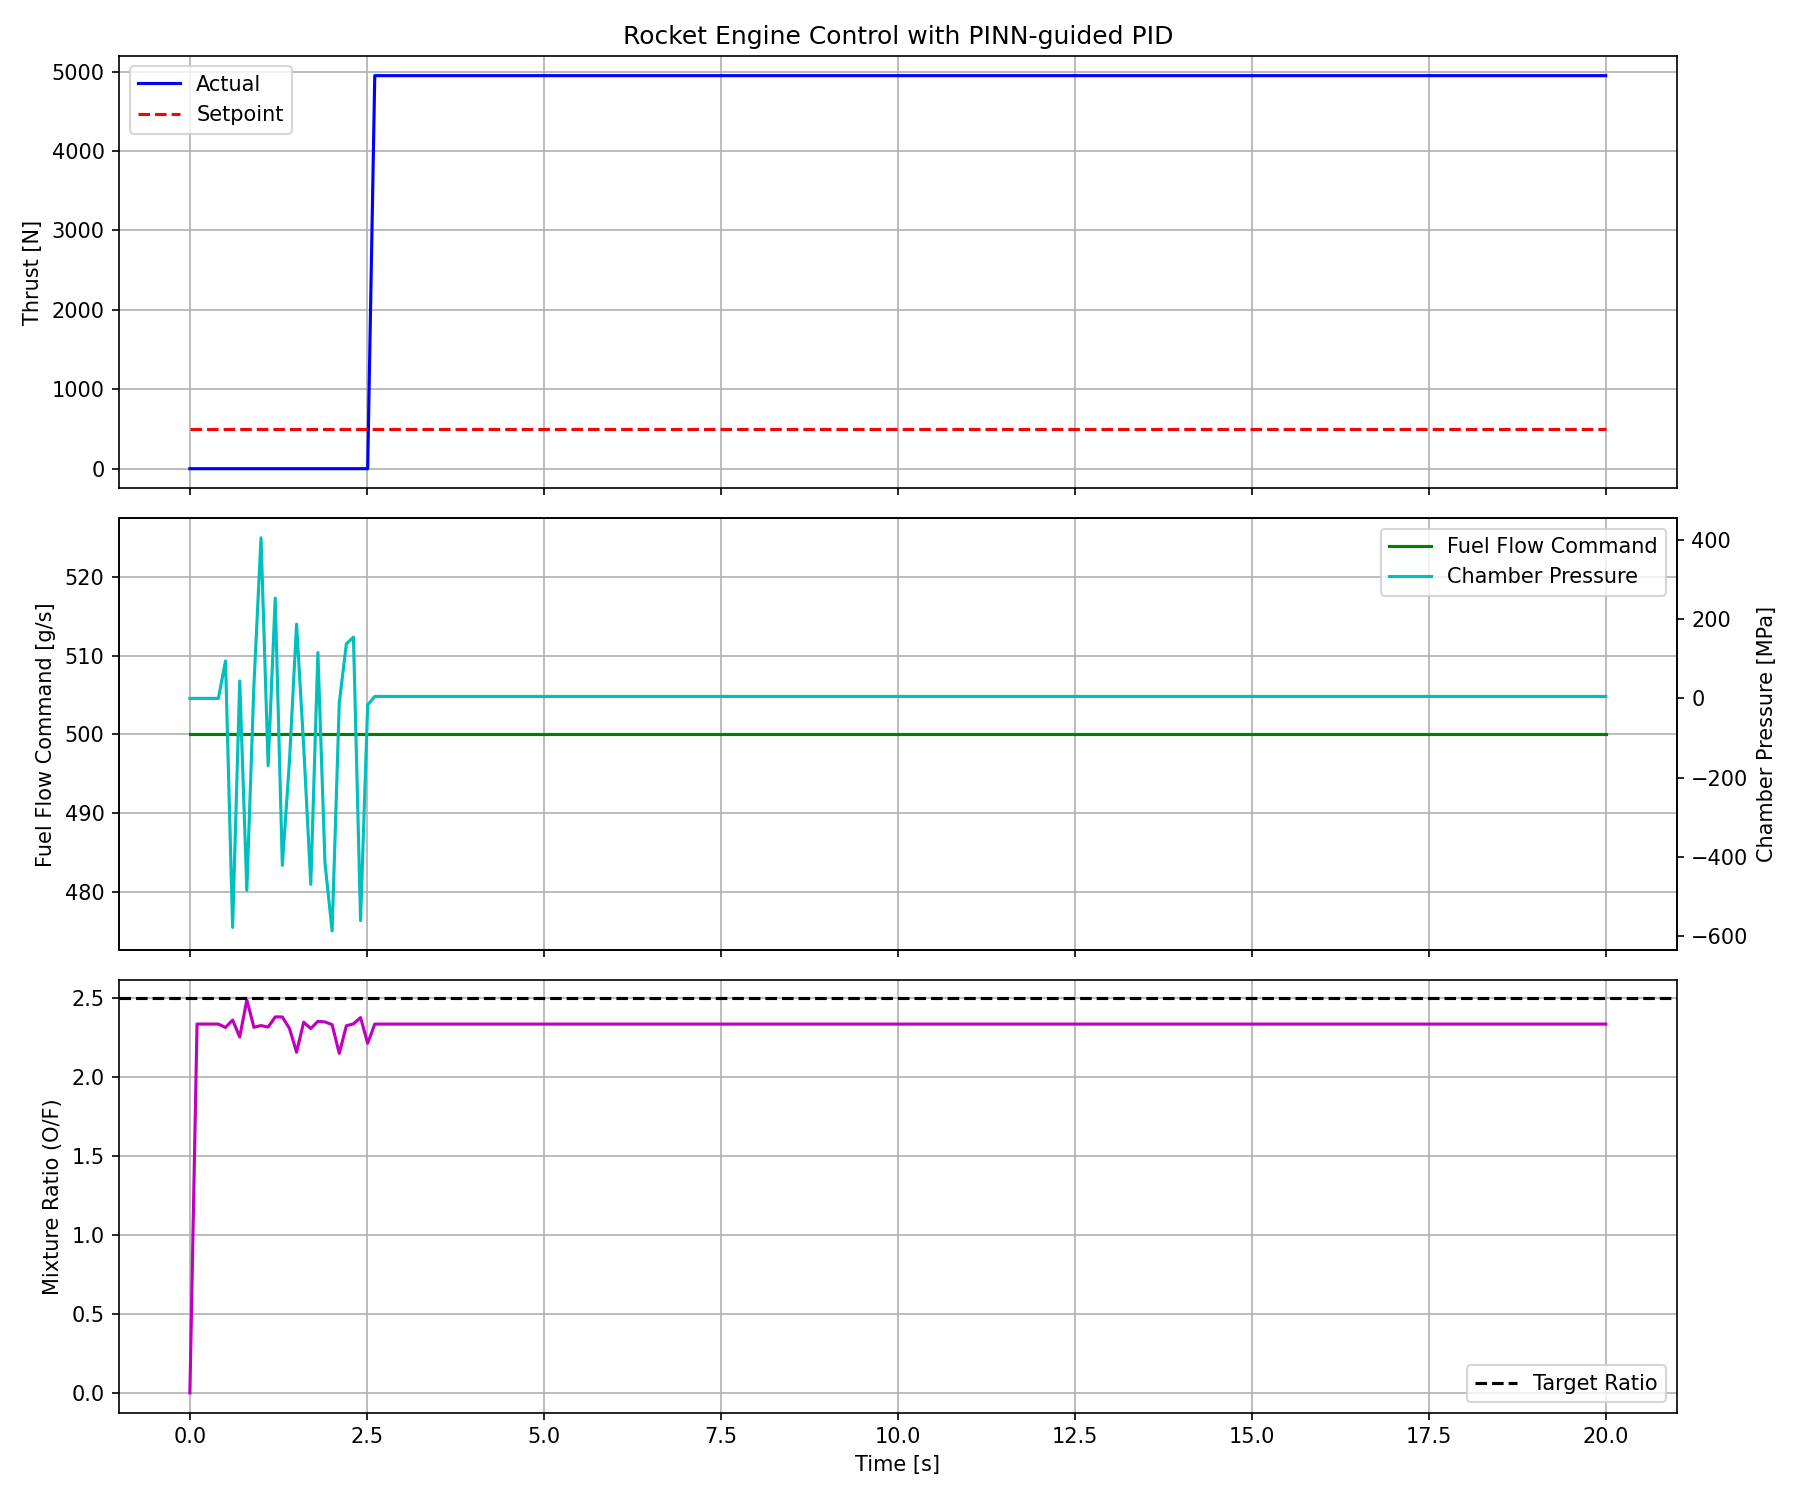 Rocket Engine Control with PINN-guided PID
5000
4000
3000
2000
1000
0
Thrust [N]
Actual
Setpoint
520
510
500
490
480
Fuel Flow Command [g/s]
Fuel Flow Command
Chamber Pressure
400
200
0
−200
−400
−600
Chamber Pressure [MPa]
2.5
2.0
1.5
1.0
0.5
0.0
Mixture Ratio (O/F)
Target Ratio
0.0 2.5 5.0 7.5 10.0 12.5 15.0 17.5 20.0
Time [s]